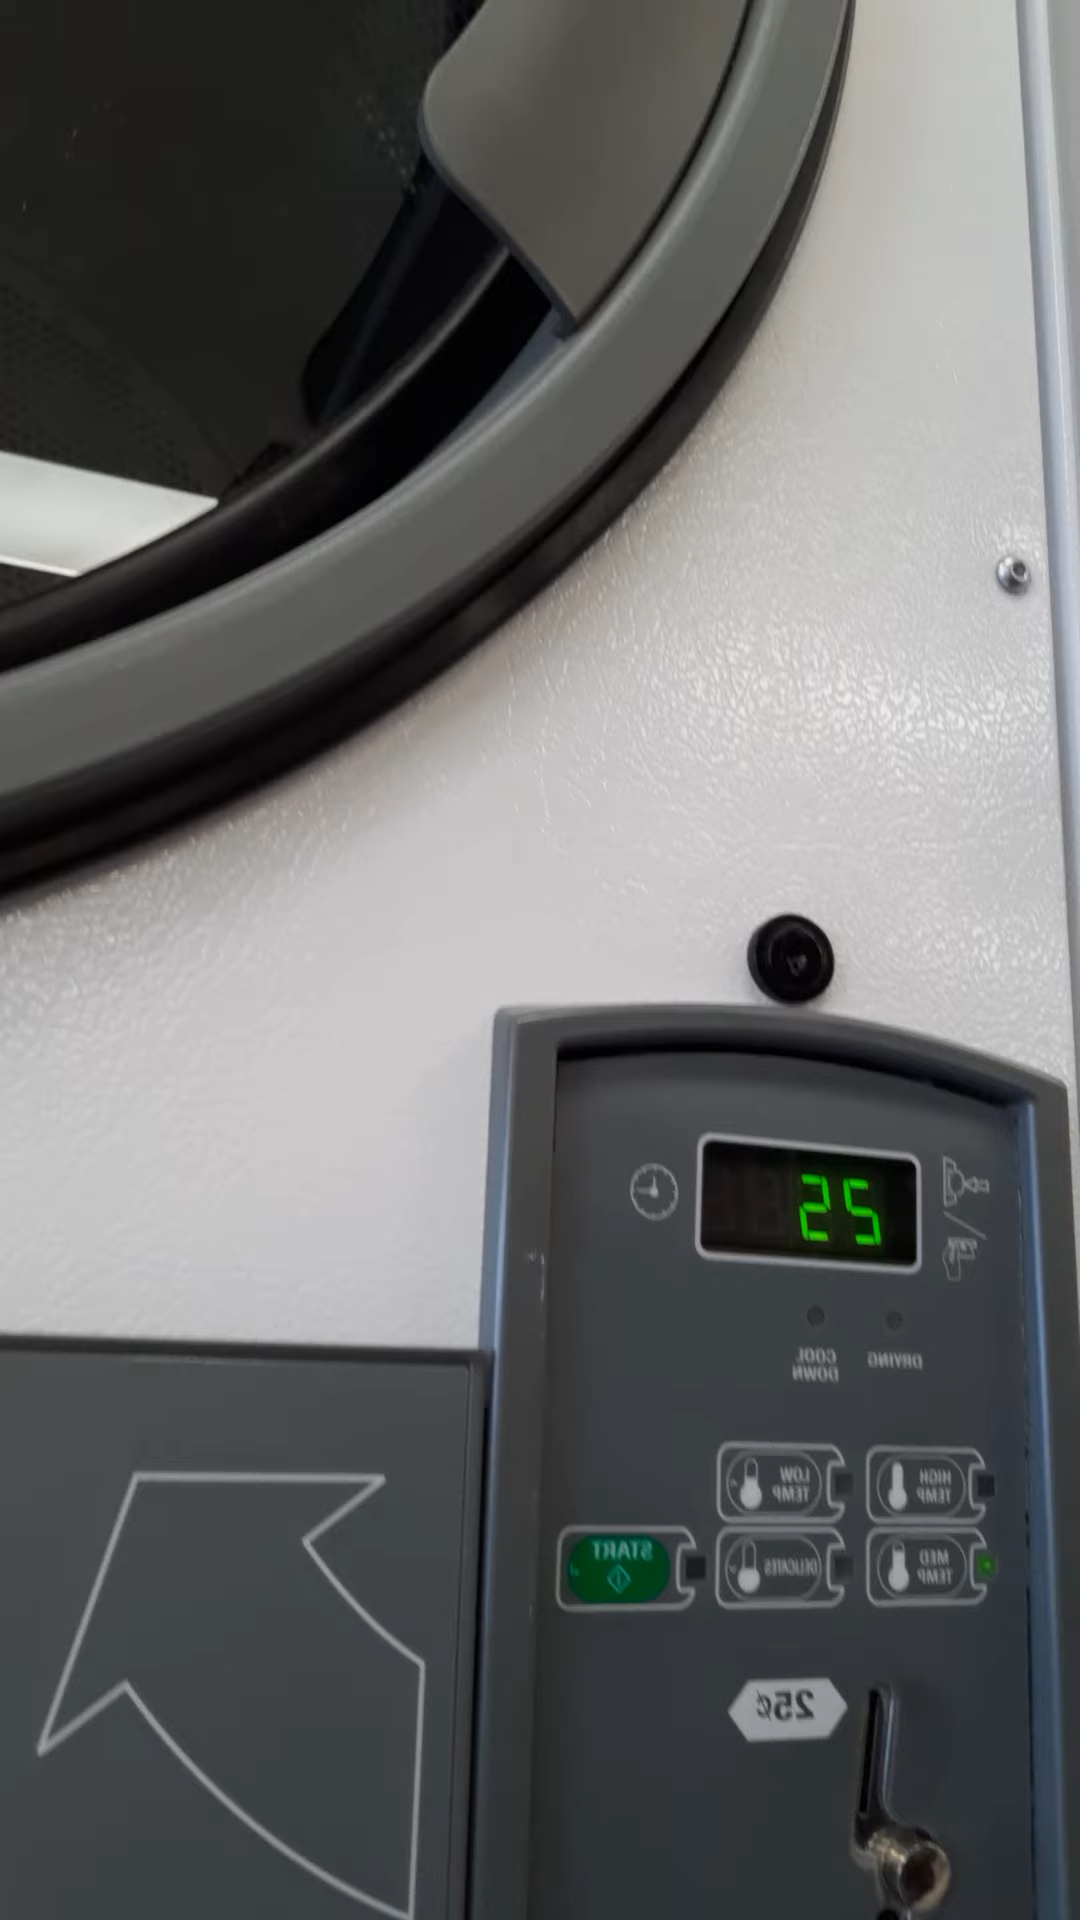 25
DRYING
COOL
DOWN
HIGH
TEMP
LOW
TEMP
MED
TEMP
DELICATES
START
25¢